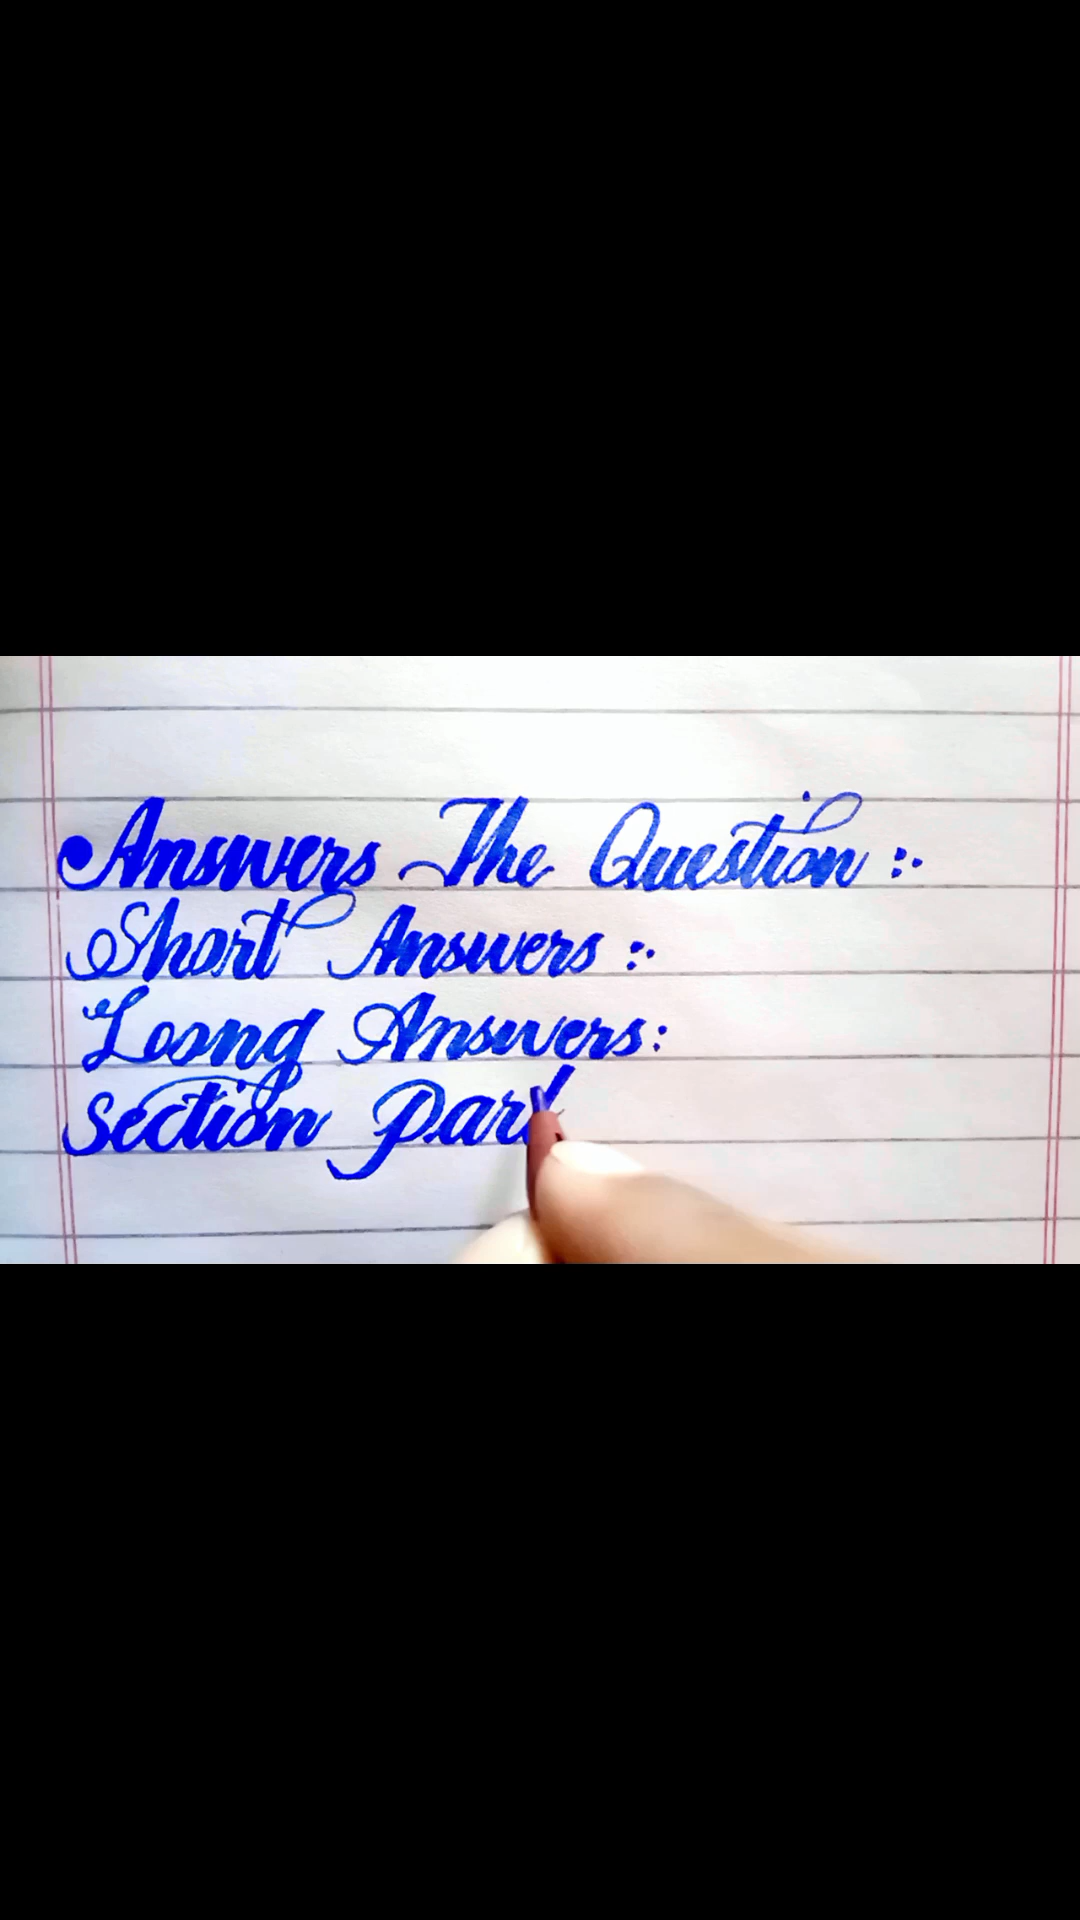 Answers The Question :-
Short Answers :-
Loong Answers:
Section Part